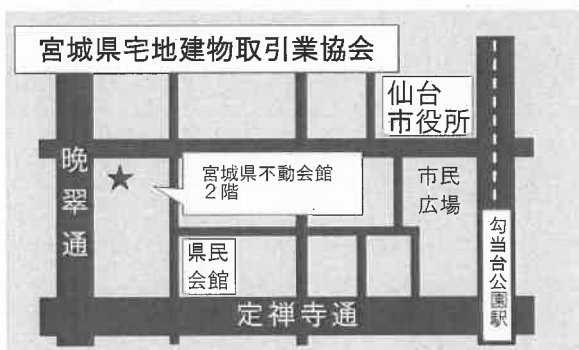 宮城県宅地建物取引業協会
仙台
市役所
晩翠通
★
宮城県不動会館
2階
市民
広場
県民
会館
勾当台公園駅
定禅寺通